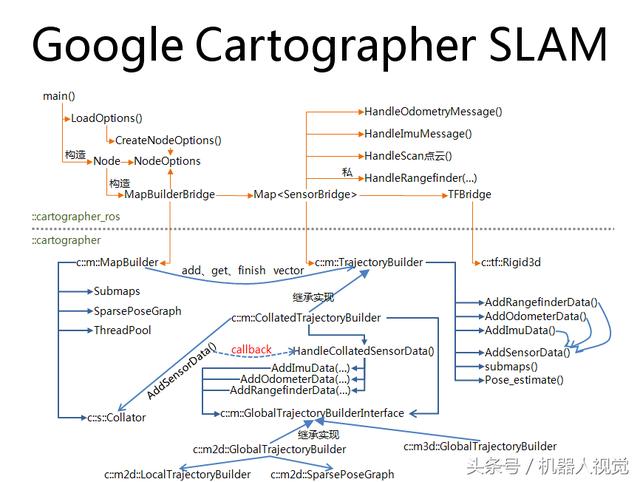 Google Cartographer SLAM
main()
LoadOptions()
CreateNodeOptions()
构造
Node
NodeOptions
构造
MapBuilderBridge
Map<SensorBridge>
TFBridge
HandleOdometryMessage()
HandleImuMessage()
HandleScan点云()
私
HandleRangefinder(...)
::cartographer_ros
::cartographer
c::m::MapBuilder
add、get、finish vector
c::m::TrajectoryBuilder
c::tf::Rigid3d
Submaps
SparsePoseGraph
ThreadPool
继承实现
c::m::CollatedTrajectoryBuilder
AddRangefinderData()
AddOdometerData()
AddImuData()
AddSensorData()
submaps()
Pose_estimate()
AddSensorData()
callback
HandleCollatedSensorData()
AddImuData(...)
AddOdometerData(...)
AddRangefinderData(...)
c::s::Collator
c::m::GlobalTrajectoryBuilderInterface
继承实现
c::m2d::GlobalTrajectoryBuilder
c::m3d::GlobalTrajectoryBuilder
c::m2d::LocalTrajectoryBuilder
c::m2d::SparsePoseGraph
头条号 / 机器人视觉